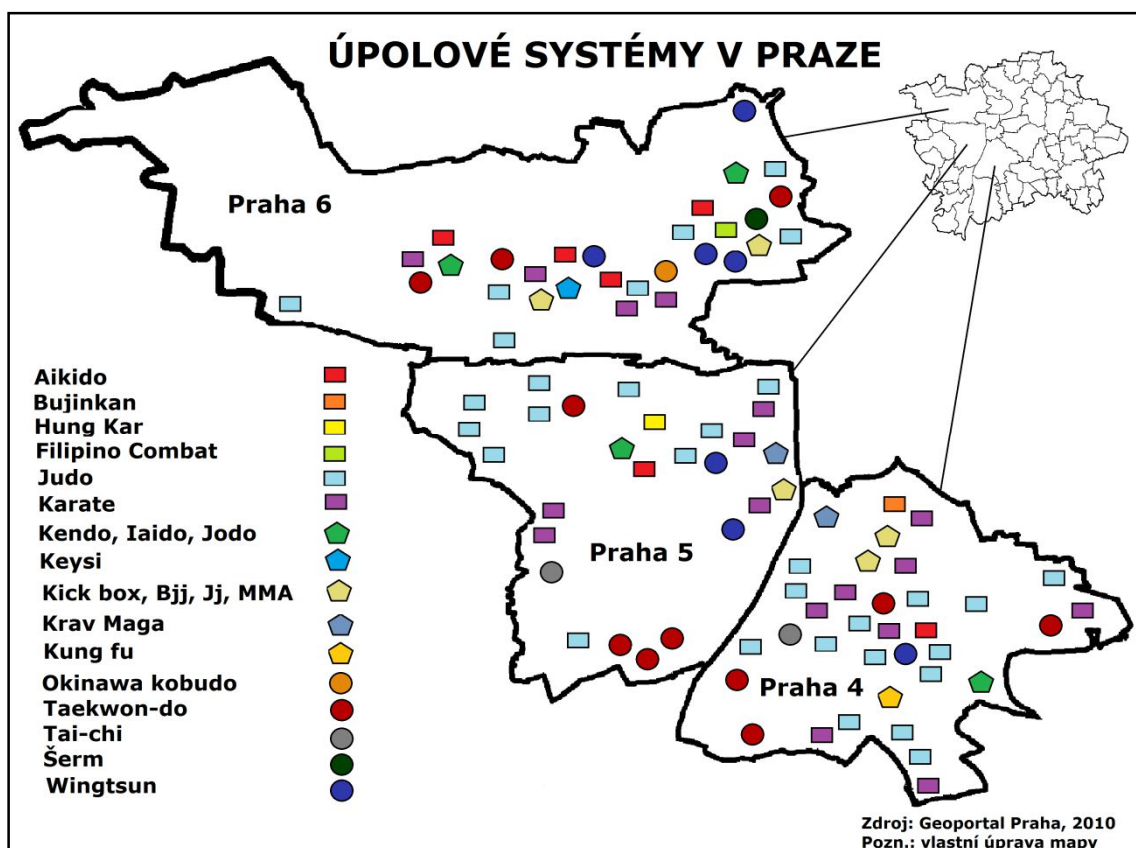 ÚPOLOVÉ SYSTÉMY V PRAZE
Praha 6
Aikido
Bujinkan
Hung Kar
Filipino Combat
Judo
Karate
Kendo, Iaido, Jodo
Keysi
Kick box, Bjj, Jj, MMA
Krav Maga
Kung fu
Okinawa kobudo
Taekwon-do
Tai-chi
Šerm
Wingtsun
Praha 5
Praha 4
Zdroj: Geoportal Praha, 2010
Pozn.: vlastní úprava mapy